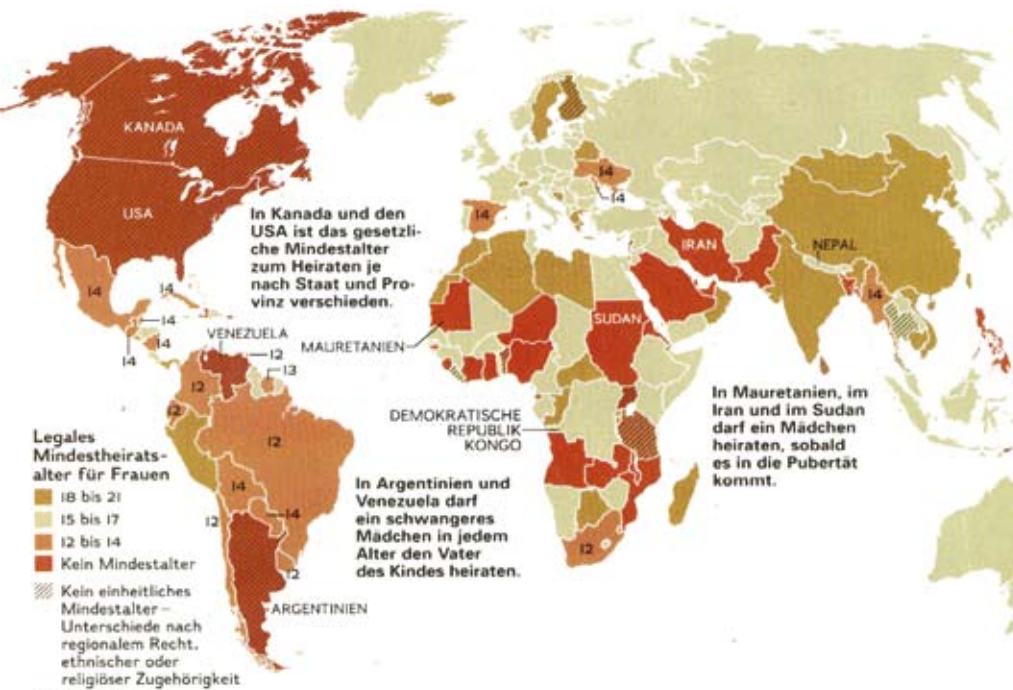 KANADA
USA
In Kanada und den
USA ist das gesetzli-
che Mindestalter
zum Heiraten je
nach Staat und Pro-
vinz verschieden.
14
14
14
14
14
VENEZUELA
12
13
12
12
12
14
14
12
12
ARGENTINIEN
14
14
14
MAURETANIEN
SUDAN
IRAN
NEPAL
14
DEMOKRATISCHE
REPUBLIK
KONGO
12
In Mauretanien, im
Iran und im Sudan
darf ein Mädchen
heiraten, sobald
es in die Pubertät
kommt.
In Argentinien und
Venezuela darf
ein schwangeres
Mädchen in jedem
Alter den Vater
des Kindes heiraten.
Legales
Mindestheirats-
alter für Frauen
18 bis 21
15 bis 17
12 bis 14
Kein Mindestalter
Kein einheitliches
Mindestalter –
Unterschiede nach
regionalem Recht,
ethnischer oder
religiöser Zugehörigkeit